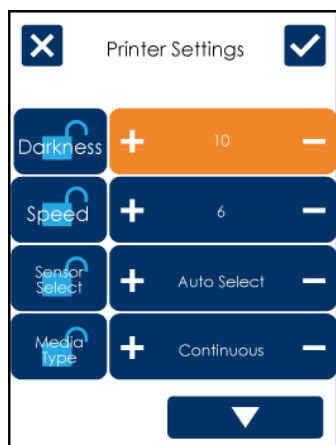 Printer Settings
Darkness + 10 −
Speed + 6 −
Sensor
Select
+ Auto Select −
Media
Type
+ Continuous −